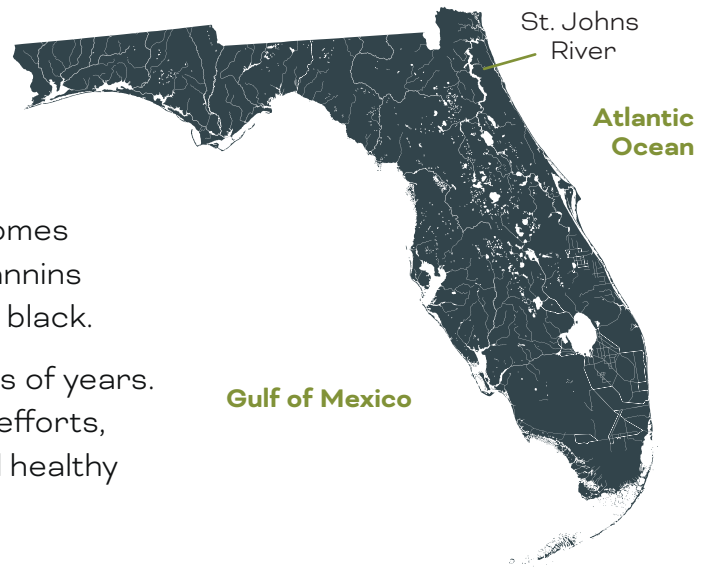 St. Johns
River
Atlantic
Ocean
omes
annins
black.
s of years.
efforts,
healthy
Gulf of Mexico